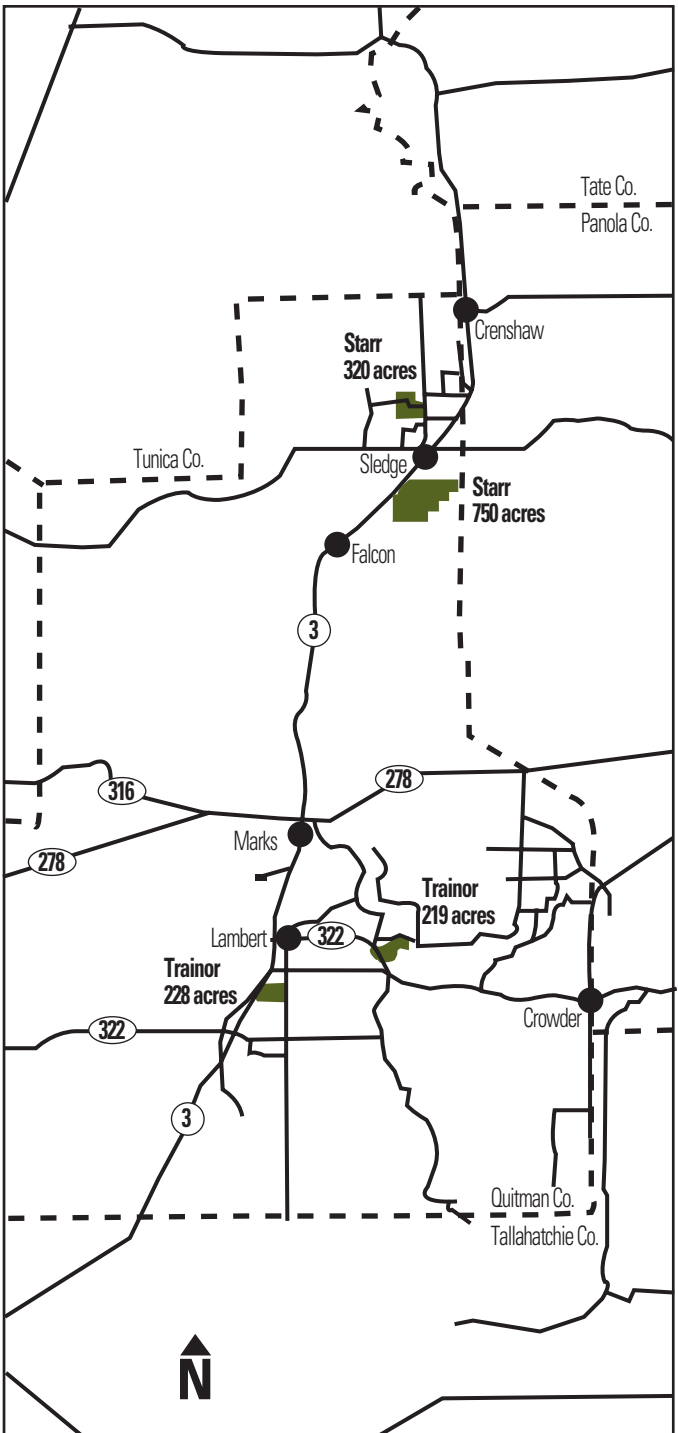 Tate Co.
Panola Co.
Crenshaw
Starr
320 acres
Tunica Co.
Sledge
Starr
750 acres
Falcon
3
278
316
Marks
278
Trainor
219 acres
Lambert
322
Trainor
228 acres
Crowder
322
3
Quitman Co.
Tallahatchie Co.
N